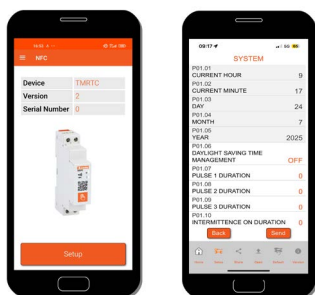 NFC
Device TMRTC
Version 2
Serial Number 0
Setup
09:17
SYSTEM
P01.01
CURRENT HOUR 9
P01.02
CURRENT MINUTE 17
P01.03
DAY 24
P01.04
MONTH 7
P01.05
YEAR 2025
P01.06
DAYLIGHT SAVING TIME
MANAGEMENT OFF
P01.07
PULSE 1 DURATION 0
P01.08
PULSE 2 DURATION 0
P01.09
PULSE 3 DURATION 0
P01.10
INTERMITTENCE ON DURATION 0
Back Send